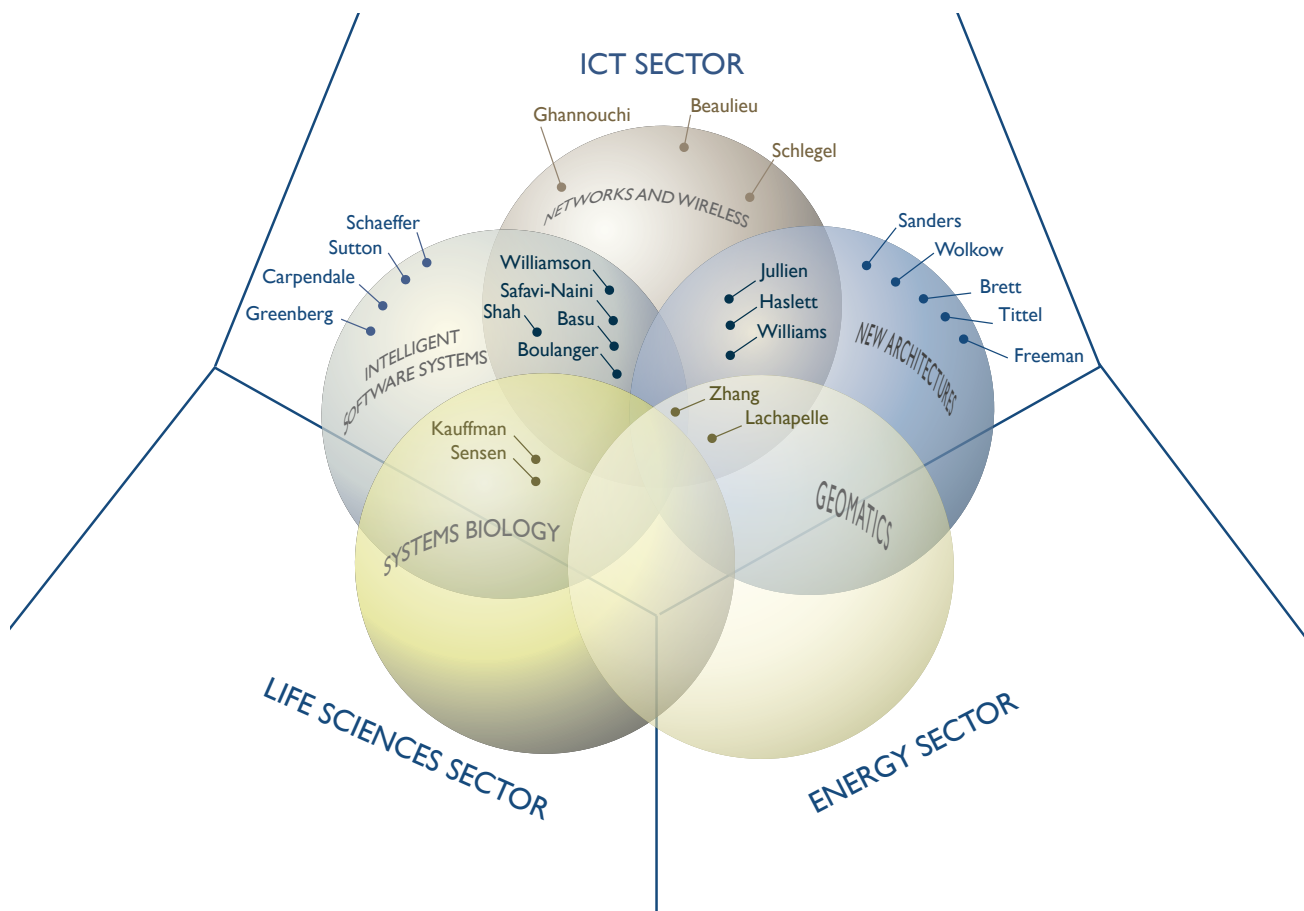 ICT SECTOR
Beaulieu
Ghannouchi
Schlegel
NETWORKS AND WIRELESS
Schaeffer
Sutton
Carpendale
Greenberg
Williamson
Safavi-Naini
Shah
Basu
Boulanger
Jullien
Haslett
Williams
Sanders
Wolkow
Brett
Tittel
Freeman
INTELLIGENT
SOFTWARE SYSTEMS
NEW ARCHITECTURES
Zhang
Lachapelle
Kauffman
Sensen
SYSTEMS BIOLOGY
GEOMATICS
LIFE SCIENCES SECTOR
ENERGY SECTOR